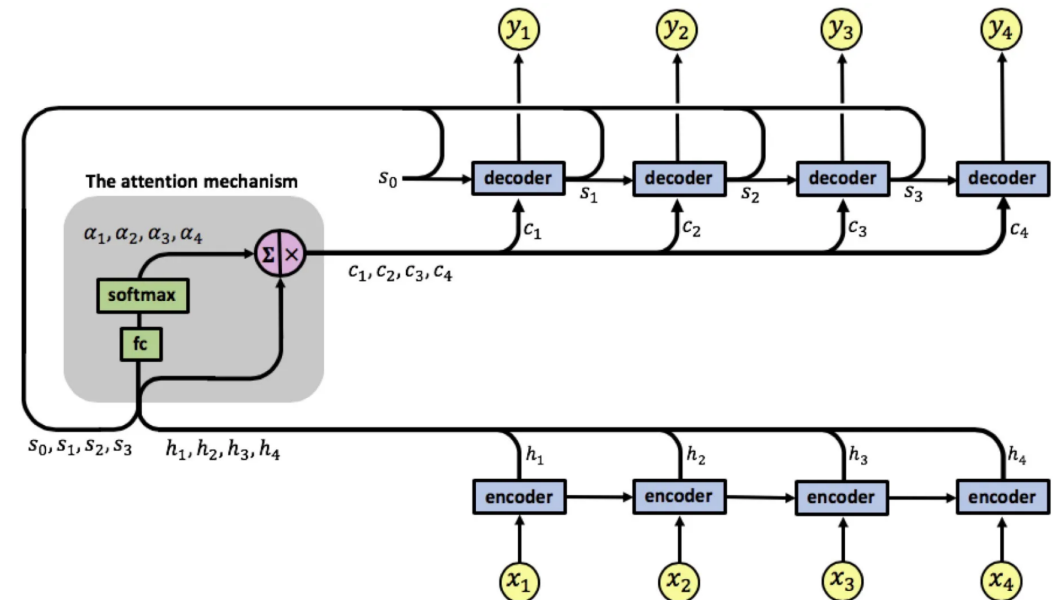 y₁ y₂ y₃ y₄
The attention mechanism
s₀ decoder s₁ decoder s₂ decoder s₃ decoder
α₁, α₂, α₃, α₄
c₁ c₂ c₃ c₄
Σ ×
c₁, c₂, c₃, c₄
softmax
fc
s₀, s₁, s₂, s₃ h₁, h₂, h₃, h₄
h₁ h₂ h₃ h₄
encoder encoder encoder encoder
x₁ x₂ x₃ x₄